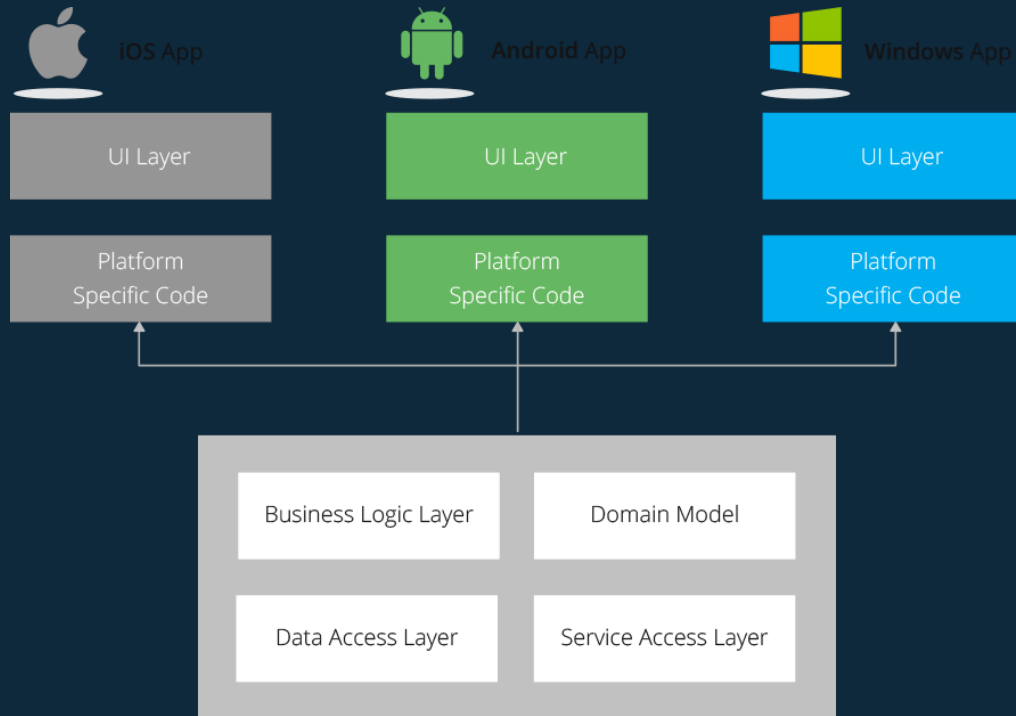 iOS App
Android App
Windows App
UI Layer
UI Layer
UI Layer
Platform
Specific Code
Platform
Specific Code
Platform
Specific Code
Business Logic Layer
Domain Model
Data Access Layer
Service Access Layer